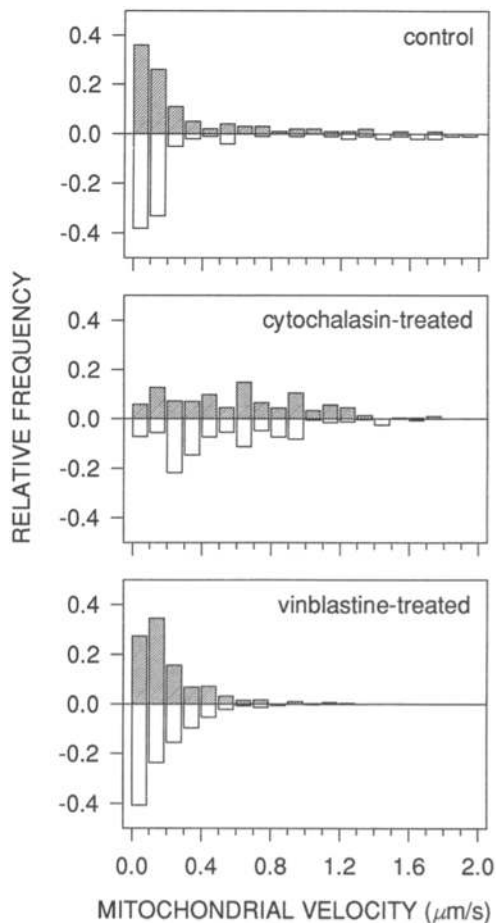 control
0.4
0.2
0.0
-0.2
-0.4
cytochalasin-treated
0.4
0.2
0.0
-0.2
-0.4
RELATIVE FREQUENCY
vinblastine-treated
0.4
0.2
0.0
-0.2
-0.4
0.0 0.4 0.8 1.2 1.6 2.0
MITOCHONDRIAL VELOCITY (μm/s)